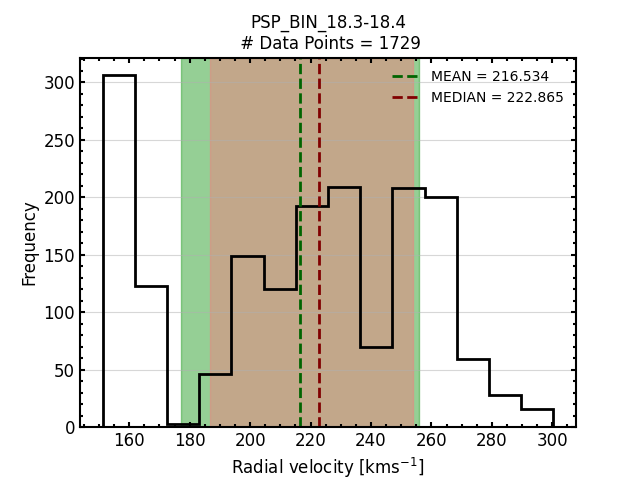 PSP_BIN_18.3-18.4
# Data Points = 1729
MEAN = 216.534
MEDIAN = 222.865
300
250
200
150
100
50
0
Frequency
160 180 200 220 240 260 280 300
Radial velocity [kms⁻¹]